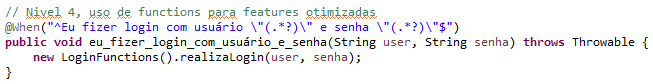 // Nivel 4, uso de functions para features otimizadas
@When("^Eu fizer login com usuário \"(.*?)\" e senha \"(.*?)\"$")
public void eu_fizer_login_com_usuário_e_senha(String user, String senha) throws Throwable {
new LoginFunctions().realizaLogin(user, senha);
}